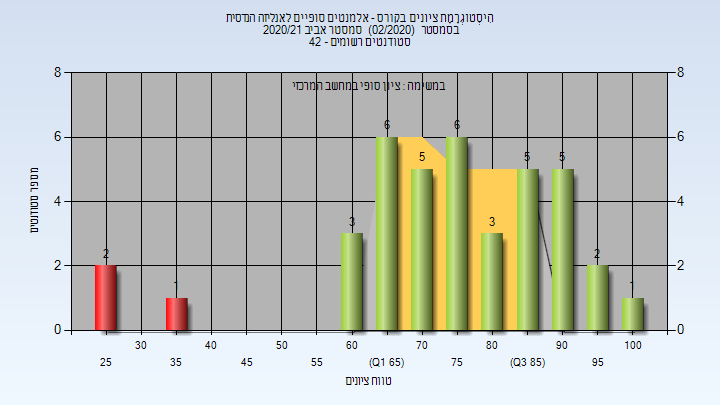 היסטוגרמת ציונים בקורס - אלמנטים סופיים לאנליזה הנדסית
בסמסטר (02/2020) סמסטר אביב 2020/21
סטודנטים רשומים - 42
במשימה : ציון סופי במחשב המרכזי
מספר סטודנטים
8 8
6 6
4 4
2 2
0 0
2 1 3 6 5 6 3 5 5 2 1
30 40 50 60 70 80 90 100
25 35 45 55 (Q1 65) 75 (Q3 85) 95
טווח ציונים